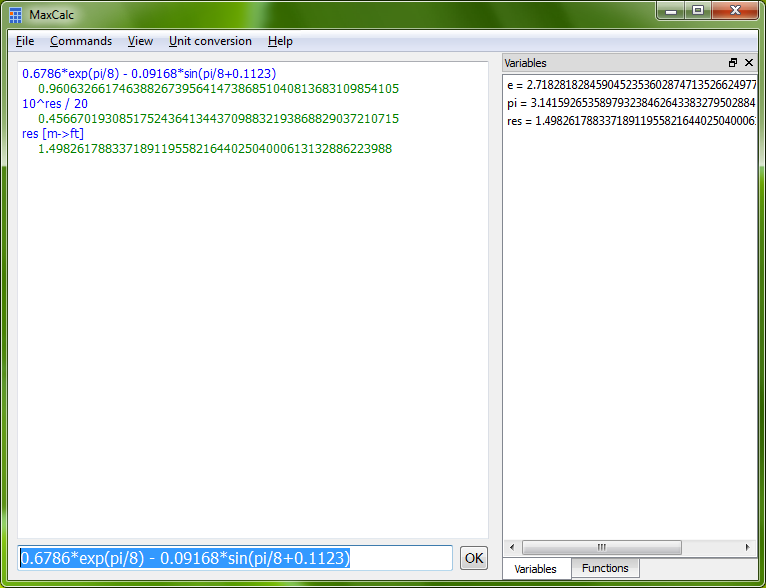 MaxCalc
File Commands View Unit conversion Help
0.6786*exp(pi/8) - 0.09168*sin(pi/8+0.1123)
0.96063266174638826739564147386851040813683109854105
10^res / 20
0.45667019308517524364134437098832193868829037210715
res [m->ft]
1.4982617883371891195582164402504000613132886223988
Variables
e = 2.7182818284590452353602874713526624977
pi = 3.141592653589793238462643383279502884
res = 1.498261788337189119558216440250400006
0.6786*exp(pi/8) - 0.09168*sin(pi/8+0.1123)
OK
Variables Functions